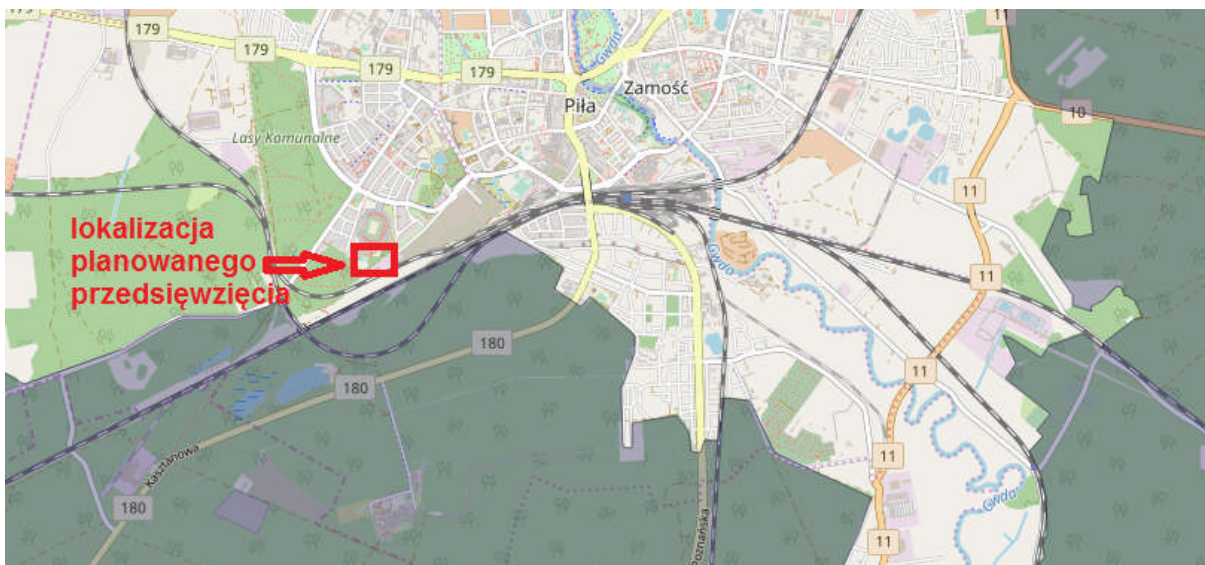 179
179
179
179
11
Gwda
Zamość
Piła
10
Lasy Komunalne
11
lokalizacja
planowanego
przedsięwzięcia
Gwda
11
180
180
11
Kasztanowa
11
180
Gwda
Poznańska
11